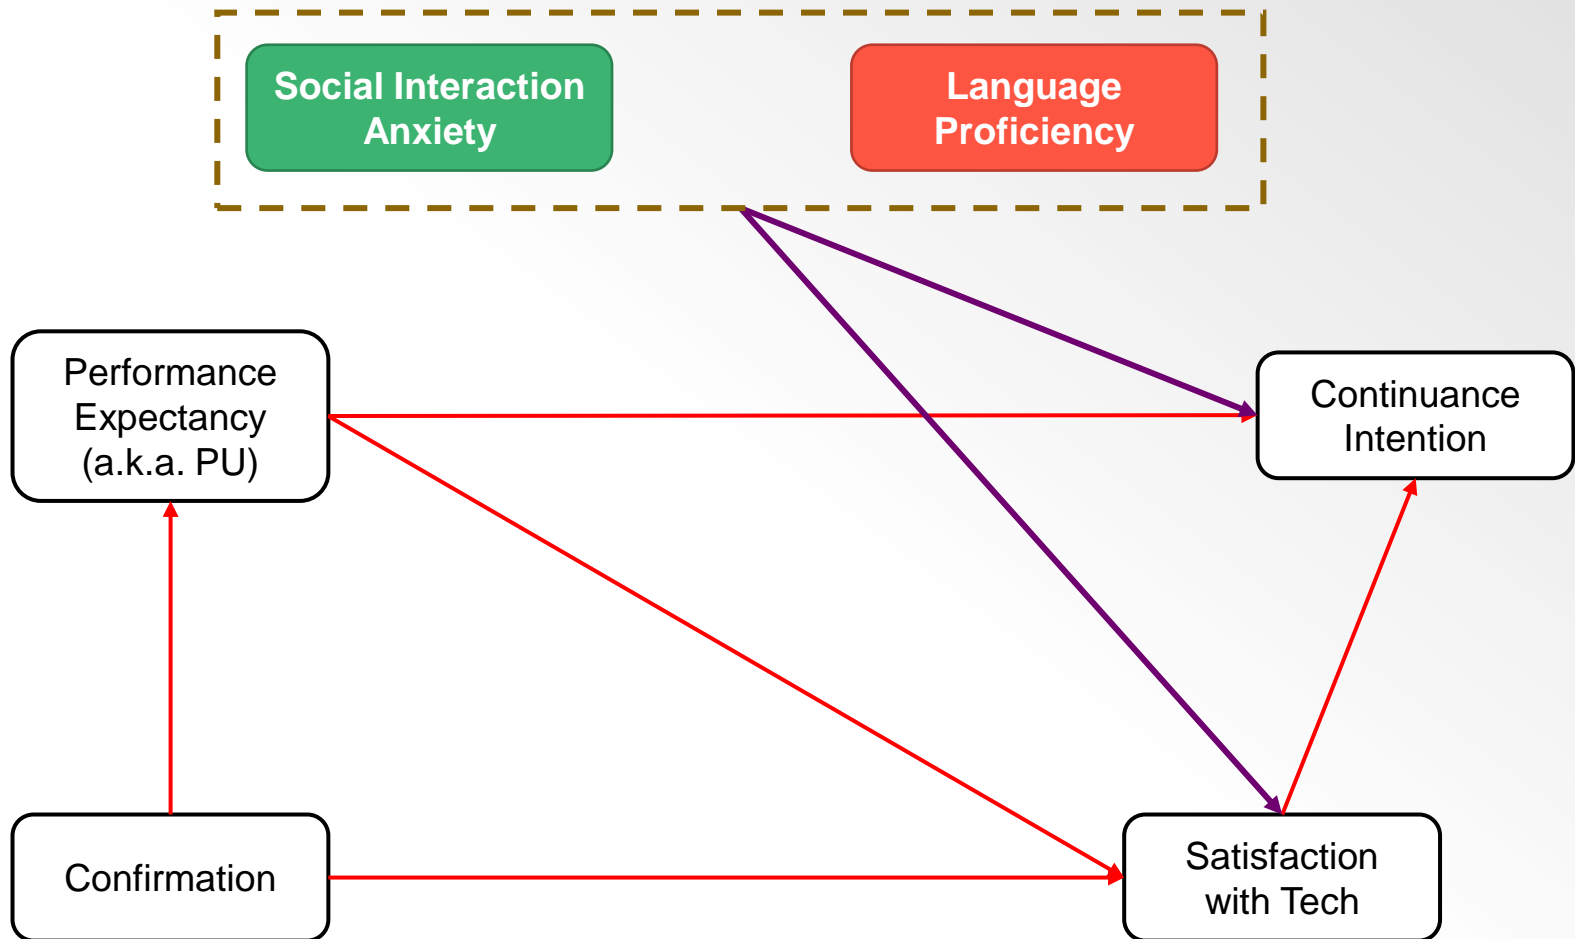 Social Interaction
Anxiety
Language
Proficiency
Performance
Expectancy
(a.k.a. PU)
Continuance
Intention
Confirmation
Satisfaction
with Tech